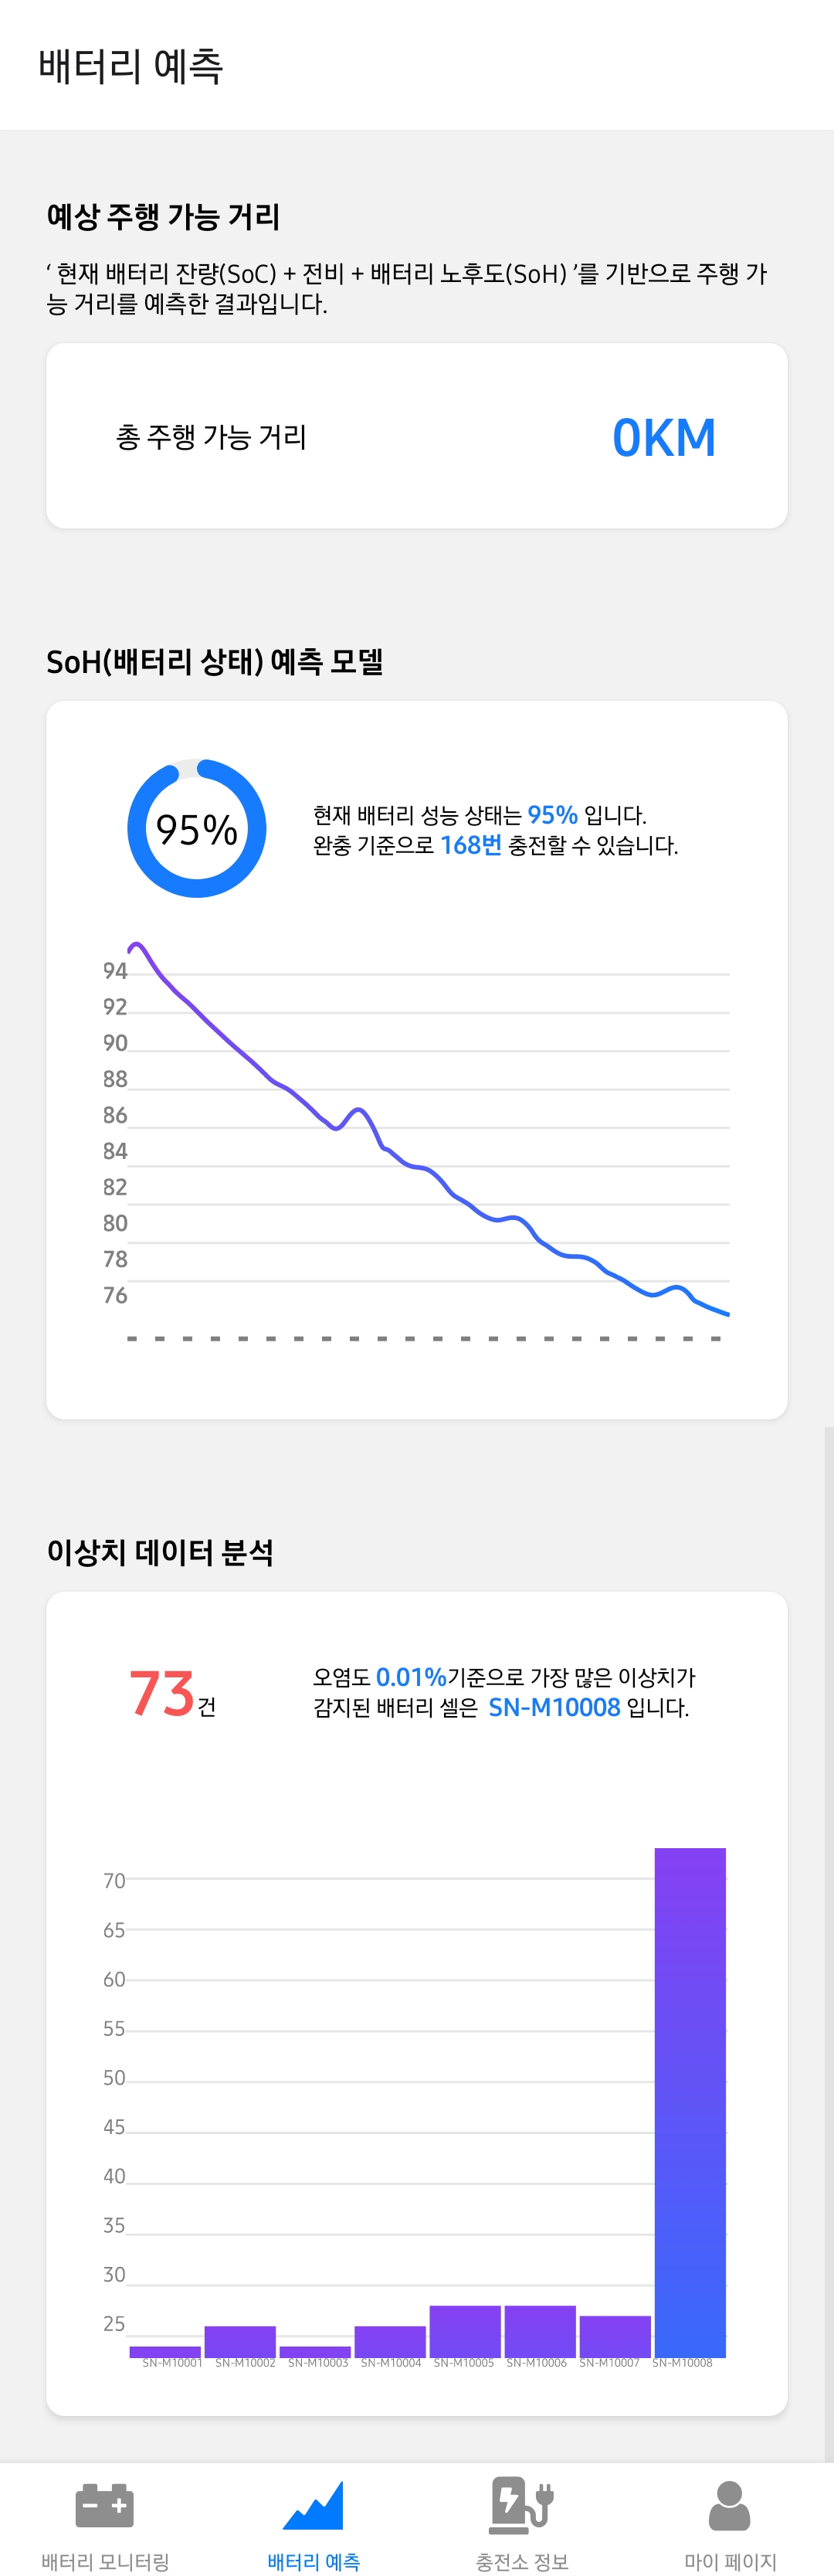 배터리 예측
예상 주행 가능 거리
‘ 현재 배터리 잔량(SoC) + 전비 + 배터리 노후도(SoH) ’를 기반으로 주행 가
능 거리를 예측한 결과입니다.
총 주행 가능 거리 0KM
SoH(배터리 상태) 예측 모델
95%
현재 배터리 성능 상태는 95% 입니다.
완충 기준으로 168번 충전할 수 있습니다.
94
92
90
88
86
84
82
80
78
76
이상치 데이터 분석
73건
오염도 0.01%기준으로 가장 많은 이상치가
감지된 배터리 셀은 SN-M10008 입니다.
70
65
60
55
50
45
40
35
30
25
SN-M10001 SN-M10002 SN-M10003 SN-M10004 SN-M10005 SN-M10006 SN-M10007 SN-M10008
배터리 모니터링 배터리 예측 충전소 정보 마이 페이지